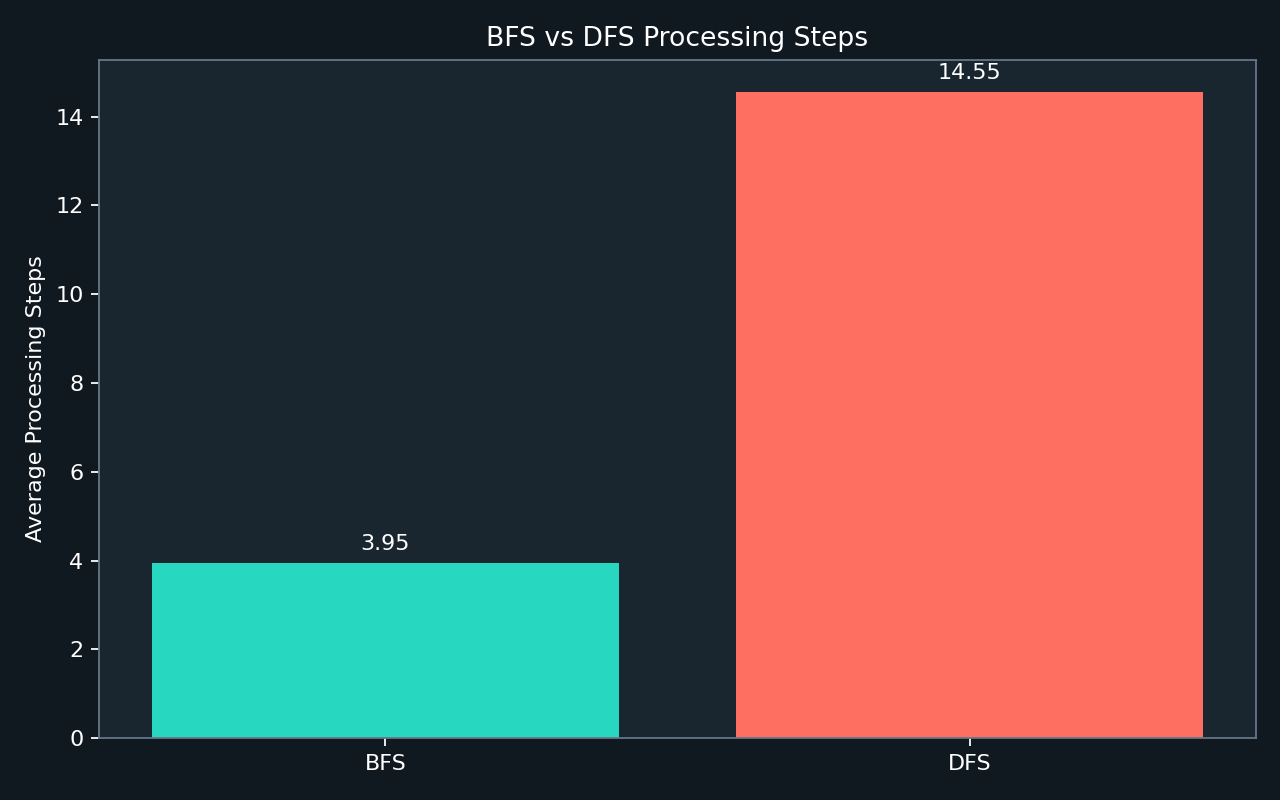 BFS vs DFS Processing Steps
Average Processing Steps
14
12
10
8
6
4
2
0
3.95
14.55
BFS
DFS